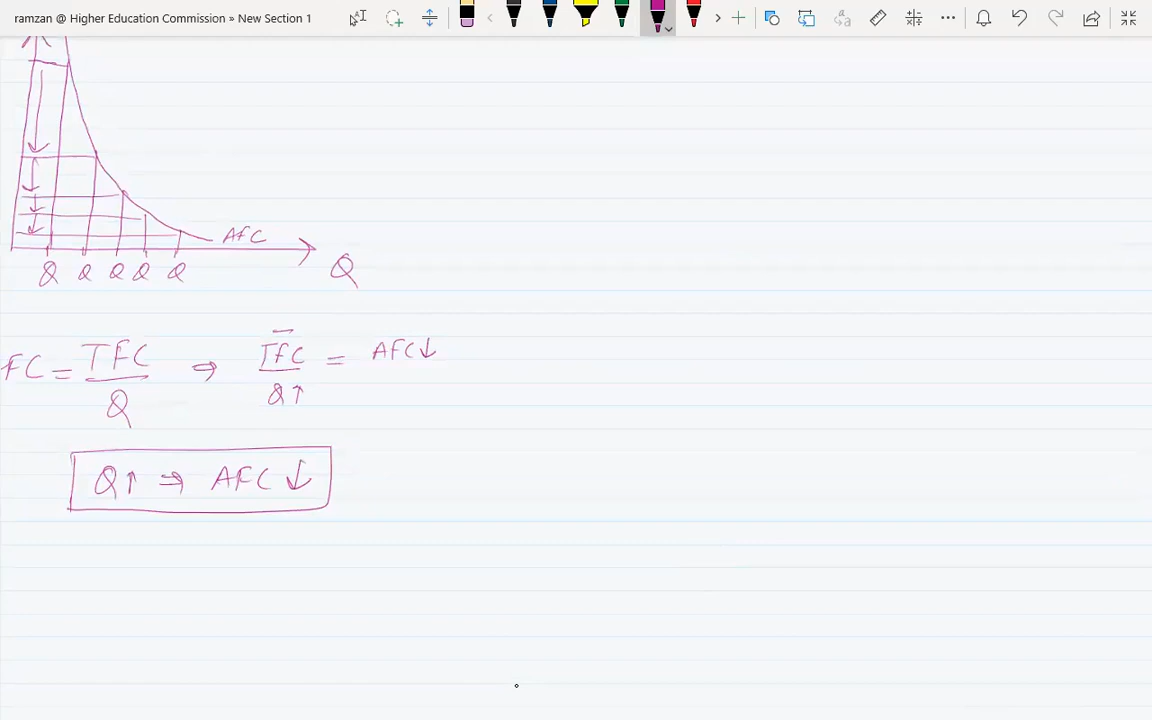 ramzan @ Higher Education Commission » New Section 1
AFC
Q Q Q Q Q Q
FC = TFC / Q ⇒ TFC / Q↑ = AFC↓
Q↑ ⇒ AFC ↓